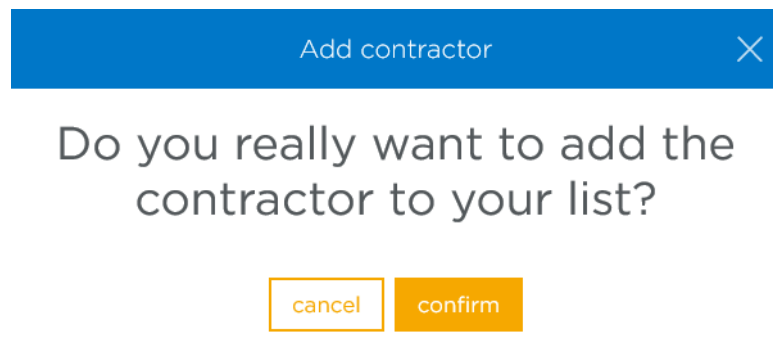 Add contractor
Do you really want to add the
contractor to your list?
cancel confirm